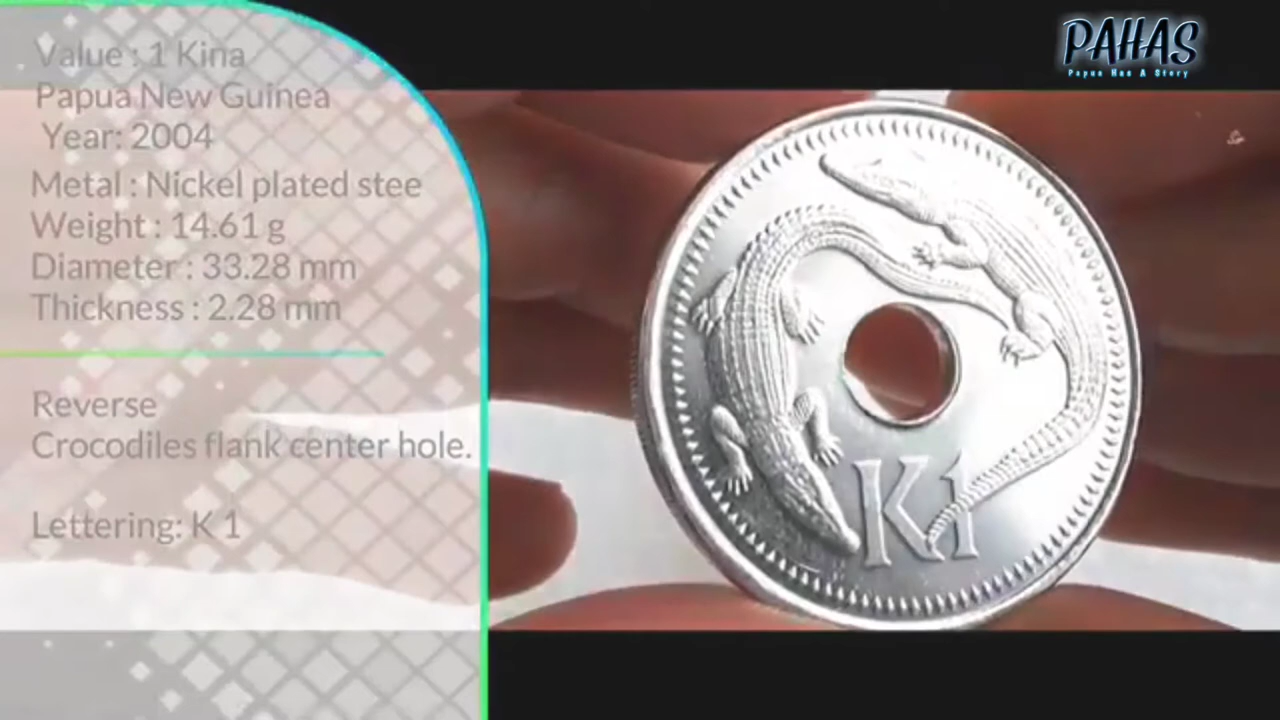 Value : 1 Kina
Papua New Guinea
Year: 2004
Metal : Nickel plated stee
Weight : 14.61 g
Diameter : 33.28 mm
Thickness : 2.28 mm
Reverse
Crocodiles flank center hole.
Lettering: K 1
PAHAS
Papua Has A Story
K1